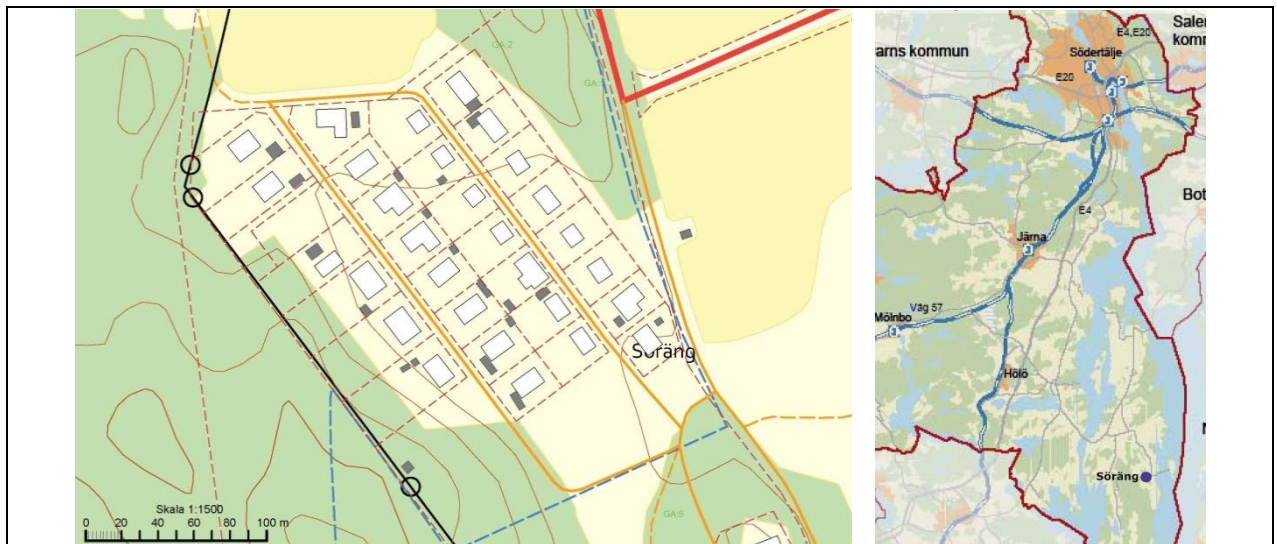 GA:2
GA:
Söräng
GA:9
Skala 1:1500
0 20 40 60 80 100 m
arns kommun
Saler
komm
E4,E20
Södertälje
E20
E4
Bot
Järna
Väg 57
Mölnbo
Hölö
Söräng